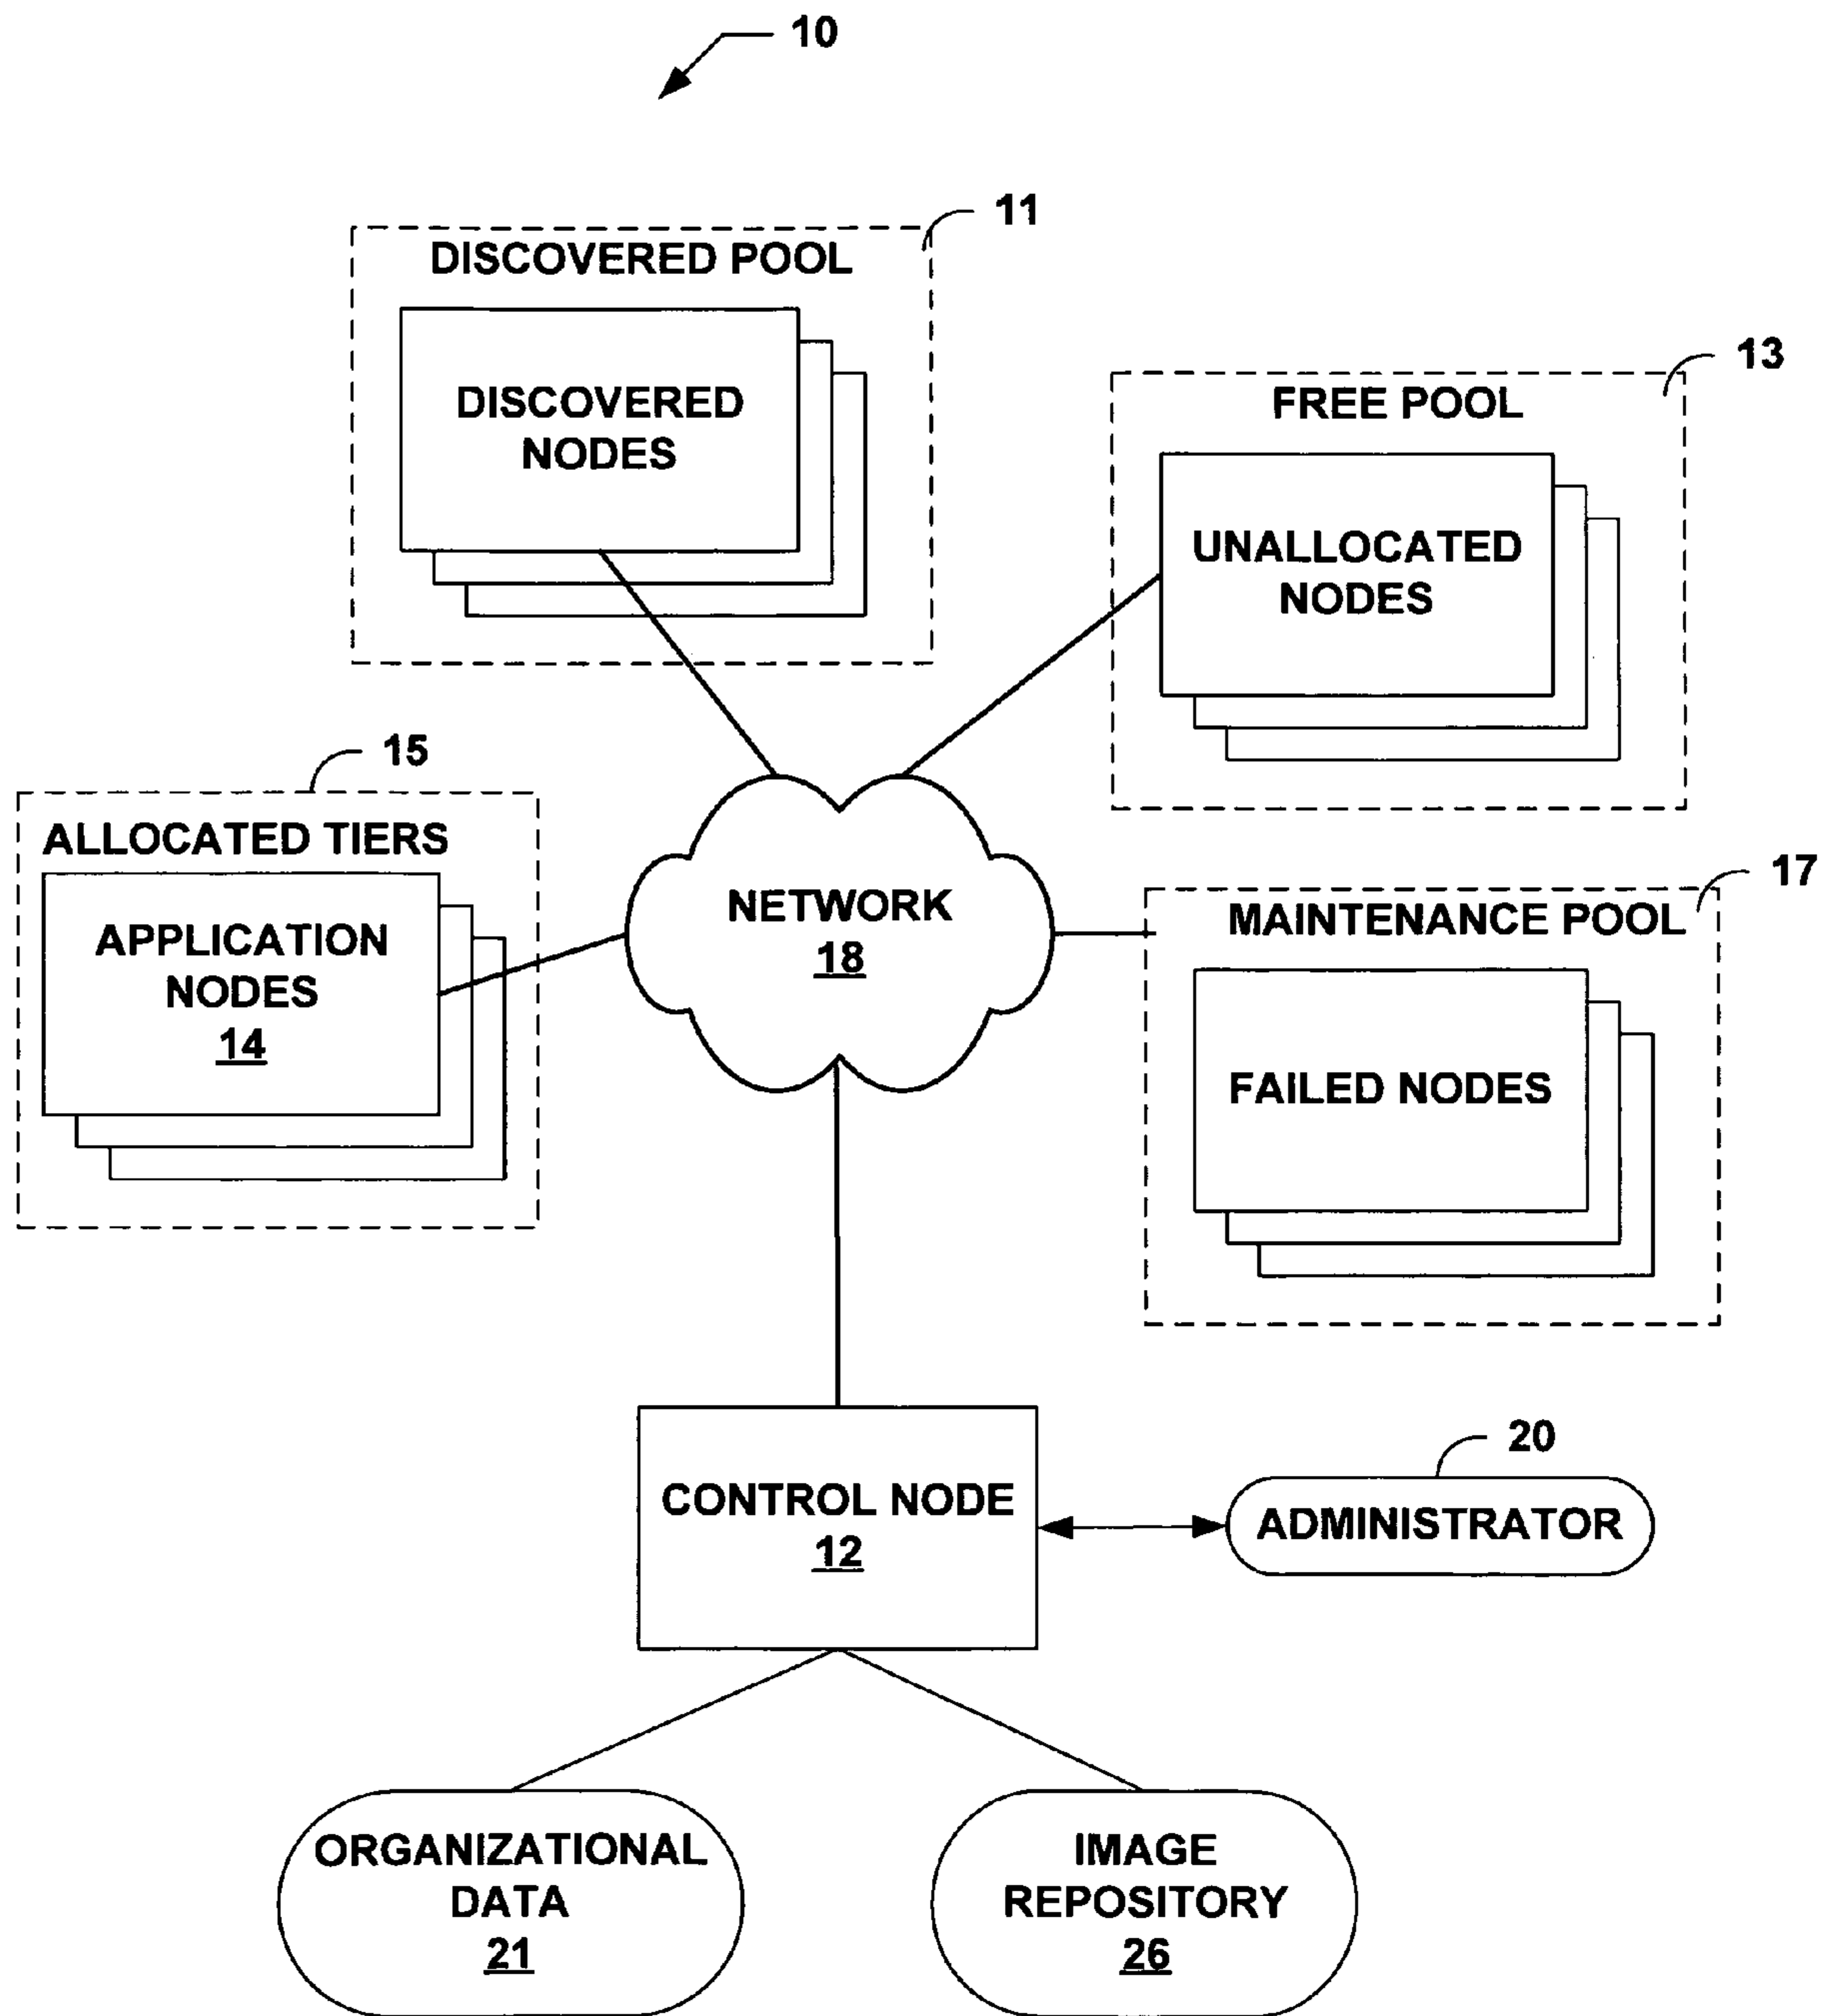 10
11
DISCOVERED POOL
DISCOVERED
NODES
13
FREE POOL
UNALLOCATED
NODES
15
ALLOCATED TIERS
APPLICATION
NODES
14
NETWORK
18
17
MAINTENANCE POOL
FAILED NODES
CONTROL NODE
12
20
ADMINISTRATOR
ORGANIZATIONAL
DATA
21
IMAGE
REPOSITORY
26